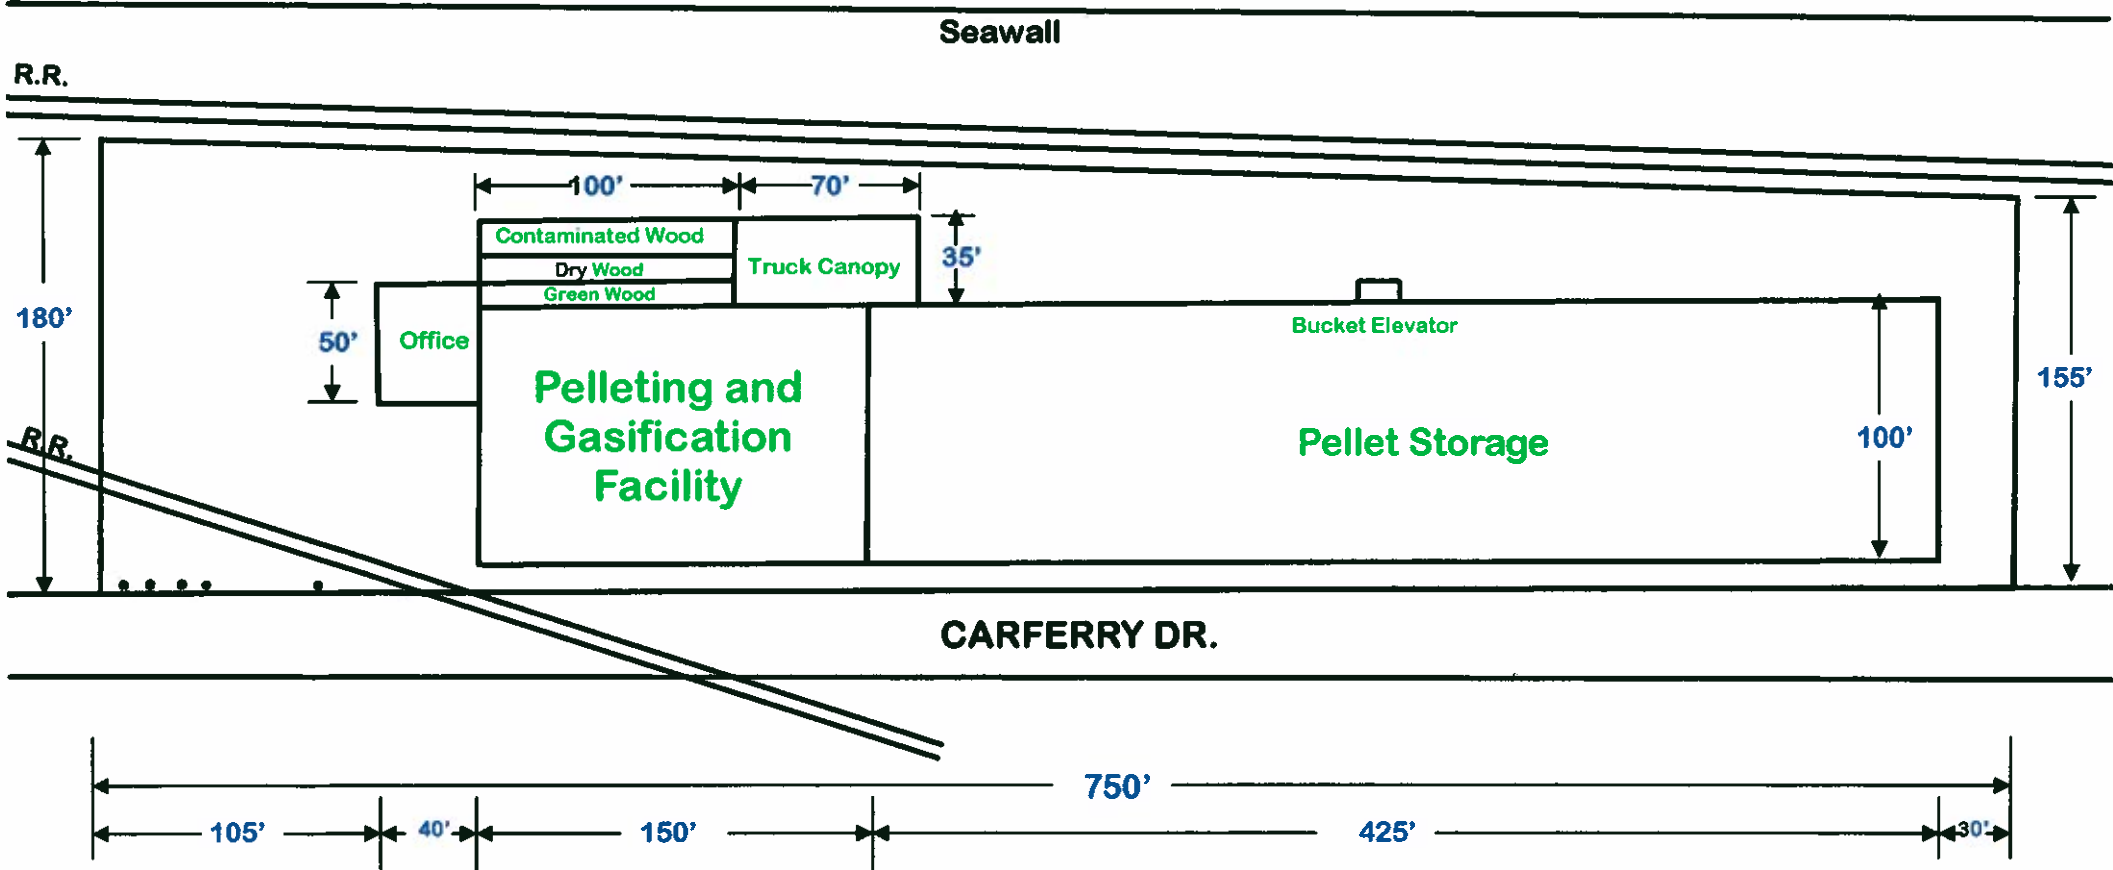 Seawall
R.R.
100’ 70’
Contaminated Wood
Dry Wood
Green Wood
Truck Canopy
35’
180’
50’
Office
Bucket Elevator
155’
Pelleting and
Gasification
Facility
Pellet Storage
100’
R.R.
CARFERRY DR.
750’
105’ 40’ 150’ 425’ 30’